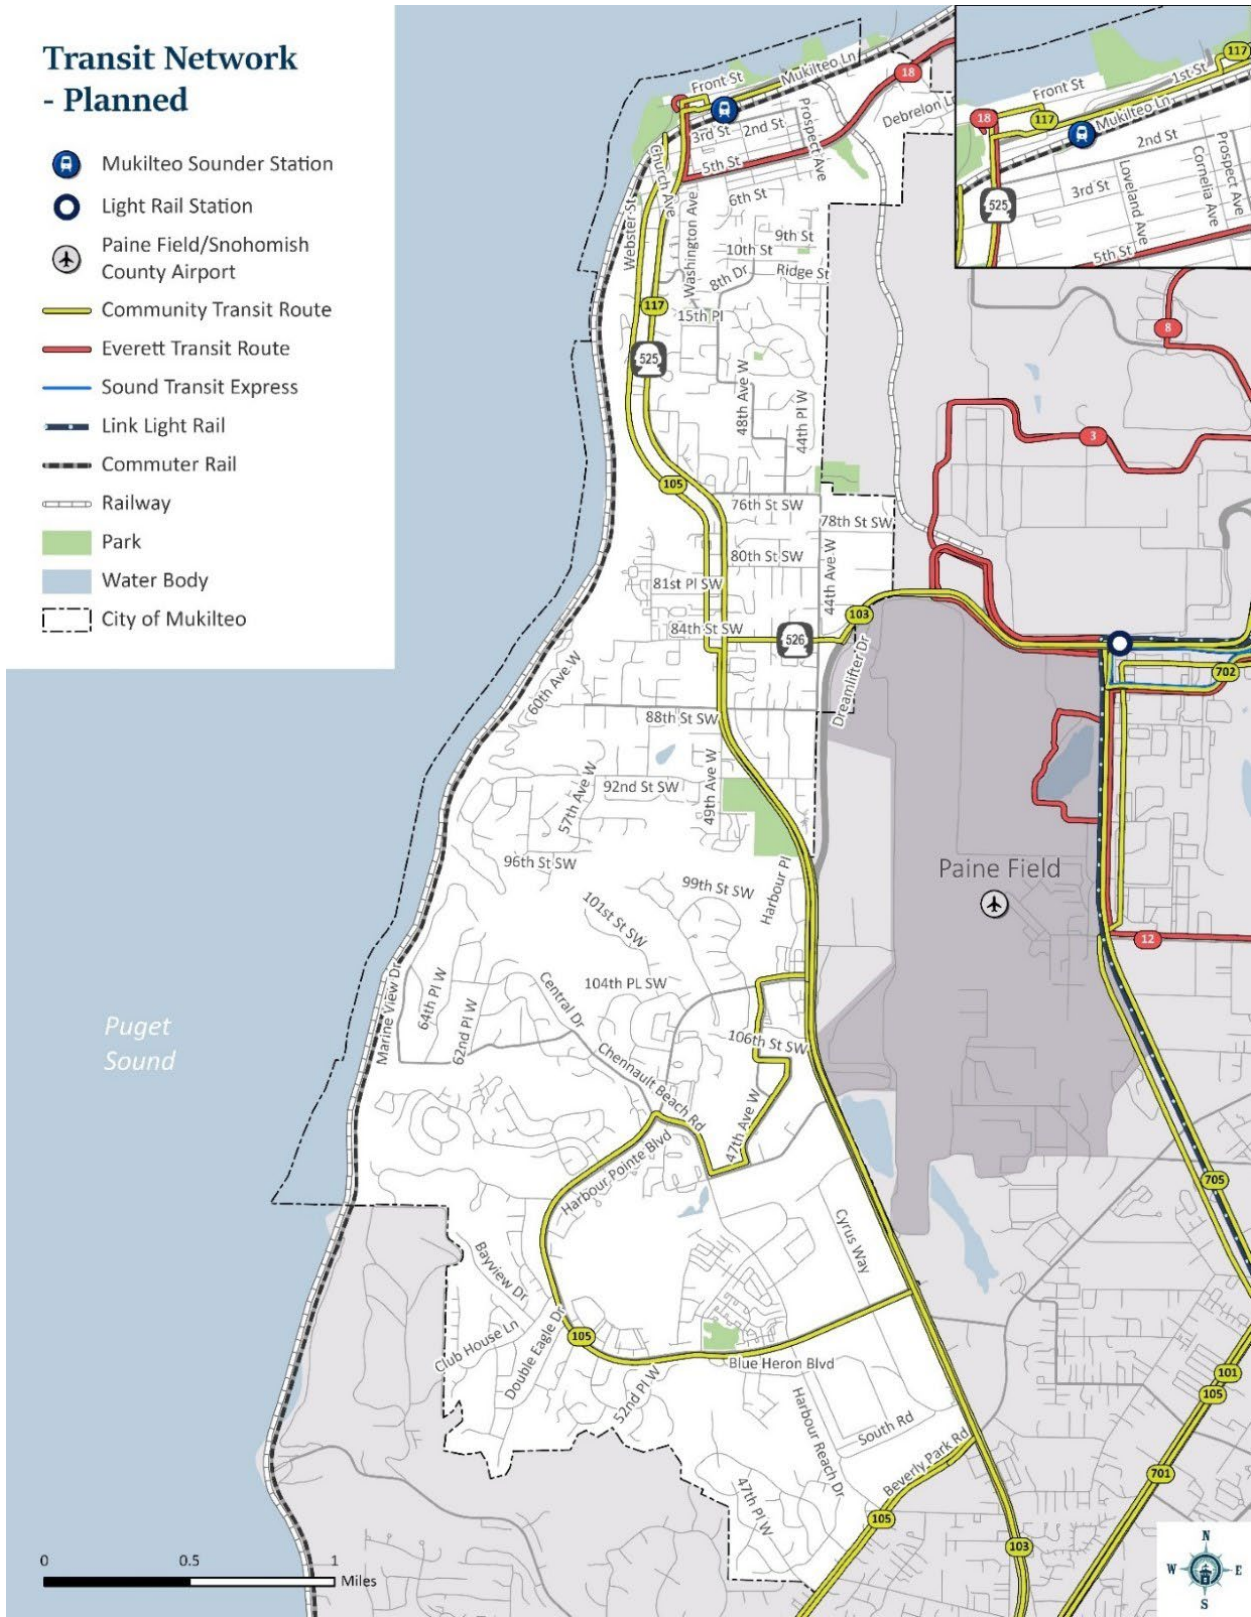 Transit Network
- Planned
Mukilteo Sounder Station
Light Rail Station
Paine Field/Snohomish
County Airport
Community Transit Route
Everett Transit Route
Sound Transit Express
Link Light Rail
Commuter Rail
Railway
Park
Water Body
City of Mukilteo
Front St
Mukilteo Ln
18
3rd St
2nd St
Prospect Ave
Debrelon Ln
5th St
Church Ave
6th St
Webster St
Washington Ave
9th St
10th St
8th Dr
Ridge St
117
15th Pl
525
48th Ave W
44th Pl W
105
76th St SW
78th St SW
80th St SW
44th Ave W
81st Pl SW
84th St SW
526
103
Dreamlifter Dr
60th Ave W
88th St SW
57th Ave W
92nd St SW
49th Ave W
96th St SW
99th St SW
Harbour Pl
101st St SW
104th PL SW
Central Dr
Marine View Dr
64th Pl W
62nd Pl W
106th St SW
Chennault Beach Rd
47th Ave W
Harbour Pointe Blvd
Cyrus Way
Bayview Dr
Club House Ln
Double Eagle Dr
105
52nd Pl W
Blue Heron Blvd
Harbour Reach Dr
South Rd
Beverly Park Rd
47th Pl W
105
103
117
1st St
Front St
18
117
Mukilteo Ln
2nd St
525
3rd St
Loveland Ave
Cornelia Ave
Prospect Ave
5th St
8
3
702
Paine Field
12
705
101
105
701
Puget
Sound
0
0.5
1
Miles
N
W
E
S